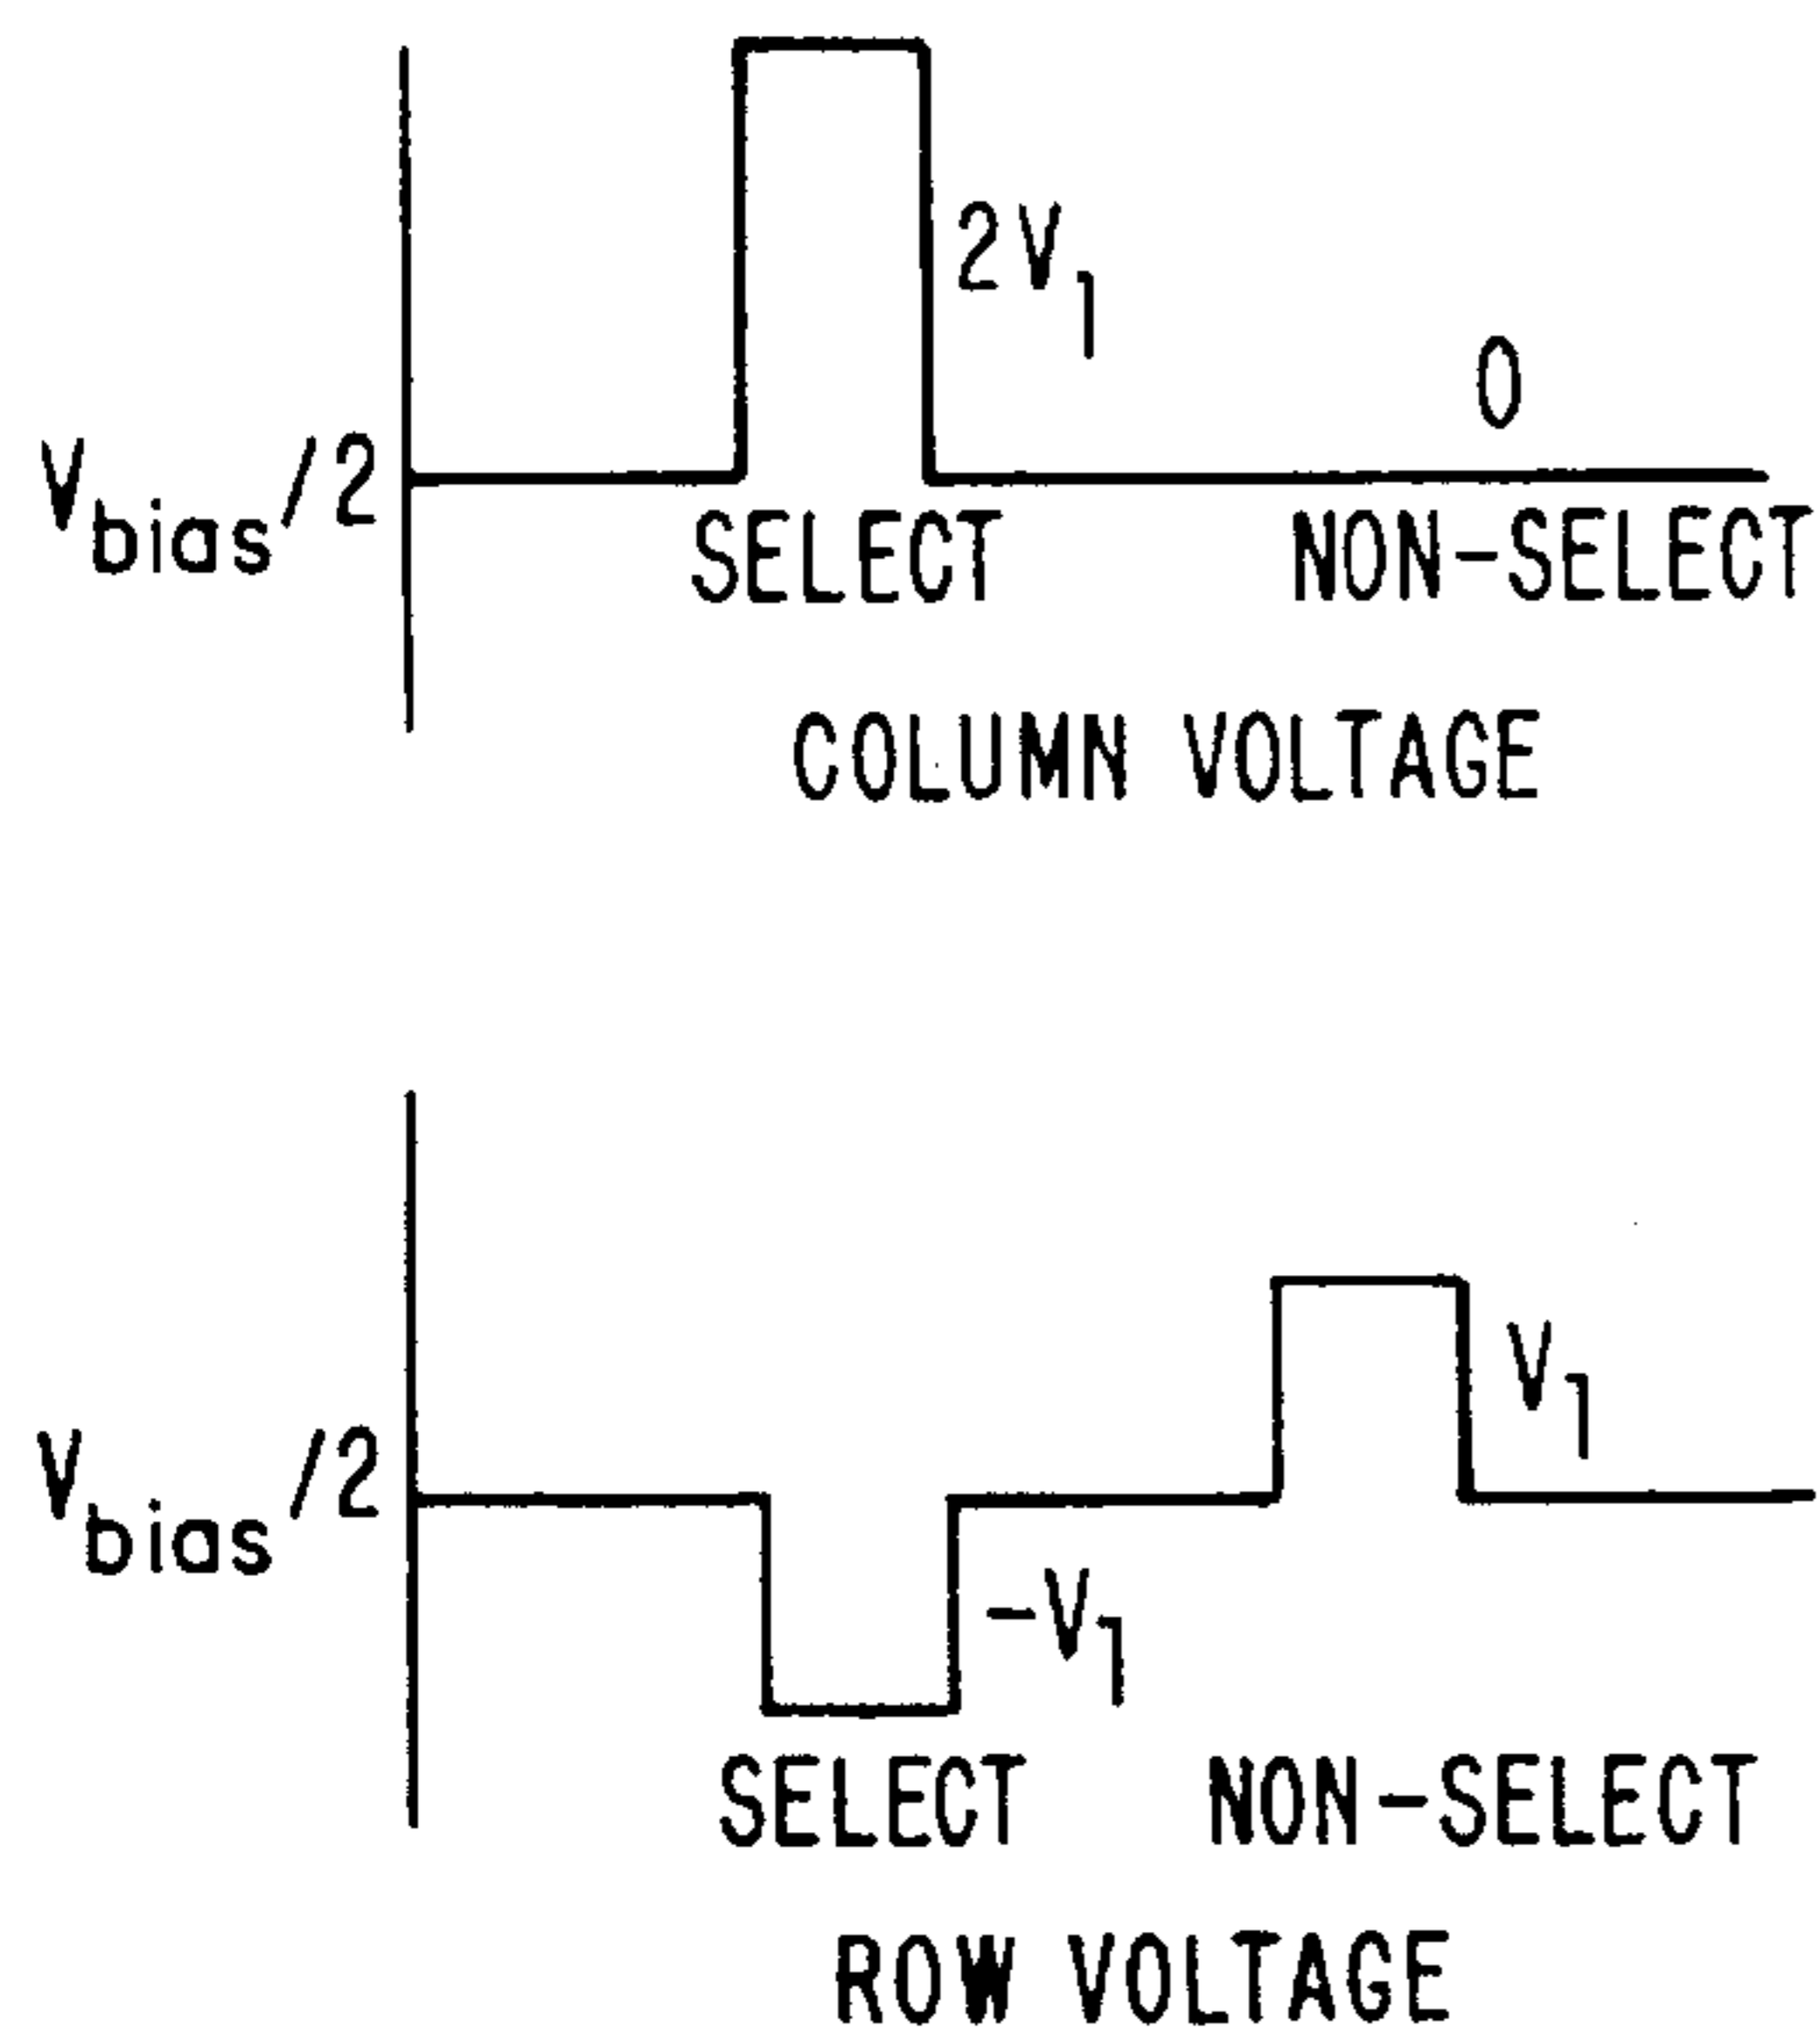 2V1
0
Vbias/2
SELECT NON-SELECT
COLUMN VOLTAGE
V1
Vbias/2
-V1
SELECT NON-SELECT
ROW VOLTAGE